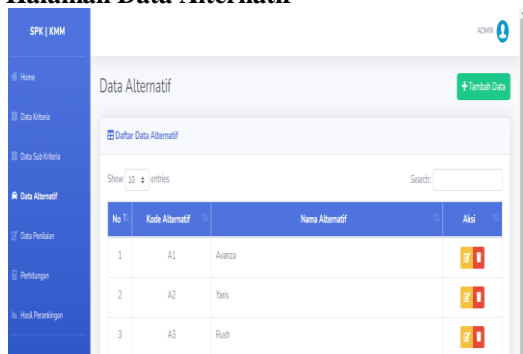 Halaman Data Alternatif
SPK | KMM
ADMIN
Home
Data Kriteria
Data Sub Kriteria
Data Alternatif
Data Penilaian
Perhitungan
Hasil Perankingan
Data Alternatif
Tambah Data
Daftar Data Alternatif
Show 10 entries
Search:
No Kode Alternatif Nama Alternatif Aksi
1 A1 Avanza
2 A2 Yaris
3 A3 Rush